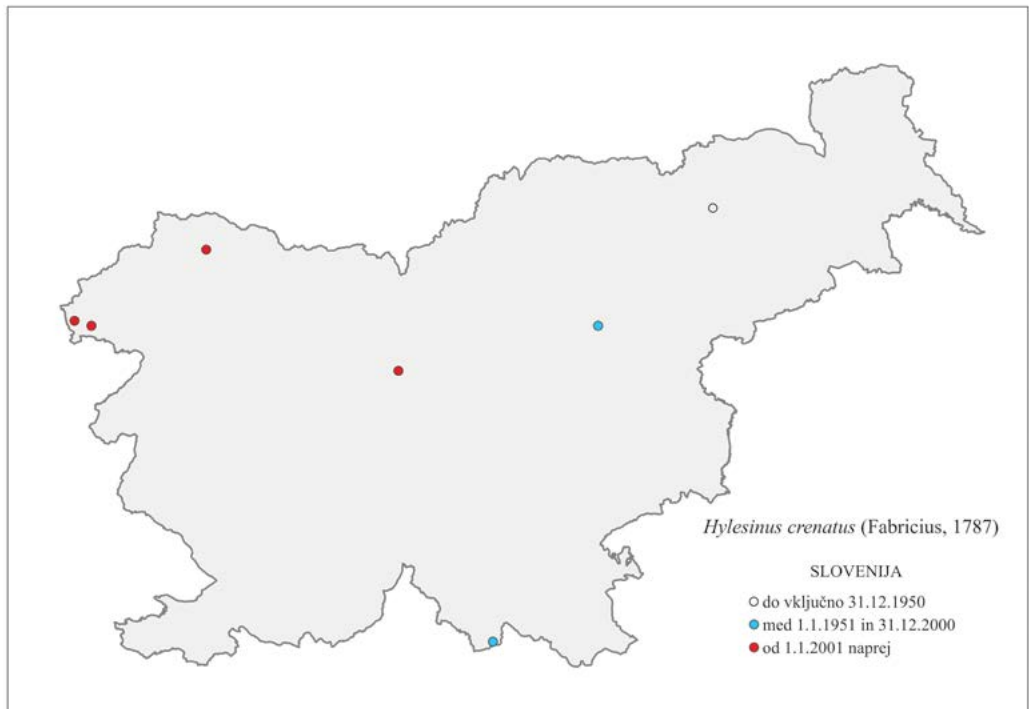 Hylesinus crenatus (Fabricius, 1787)
SLOVENIJA
do vključno 31.12.1950
med 1.1.1951 in 31.12.2000
od 1.1.2001 naprej